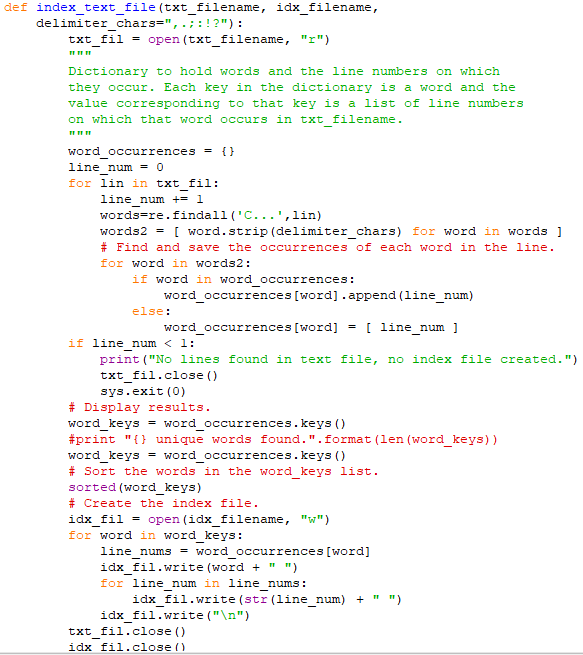 def index_text_file(txt_filename, idx_filename,
    delimiter_chars=",.;:!?"):
        txt_fil = open(txt_filename, "r")
        """
        Dictionary to hold words and the line numbers on which
        they occur. Each key in the dictionary is a word and the
        value corresponding to that key is a list of line numbers
        on which that word occurs in txt_filename.
        """
        word_occurrences = {}
        line_num = 0
        for lin in txt_fil:
            line_num += 1
            words=re.findall('C...',lin)
            words2 = [ word.strip(delimiter_chars) for word in words ]
            # Find and save the occurrences of each word in the line.
            for word in words2:
                if word in word_occurrences:
                    word_occurrences[word].append(line_num)
                else:
                    word_occurrences[word] = [ line_num ]
        if line_num < 1:
            print("No lines found in text file, no index file created.")
            txt_fil.close()
            sys.exit(0)
        # Display results.
        word_keys = word_occurrences.keys()
        #print "{} unique words found.".format(len(word_keys))
        word_keys = word_occurrences.keys()
        # Sort the words in the word_keys list.
        sorted(word_keys)
        # Create the index file.
        idx_fil = open(idx_filename, "w")
        for word in word_keys:
            line_nums = word_occurrences[word]
            idx_fil.write(word + " ")
            for line_num in line_nums:
                idx_fil.write(str(line_num) + " ")
            idx_fil.write("\n")
        txt_fil.close()
        idx_fil.close()